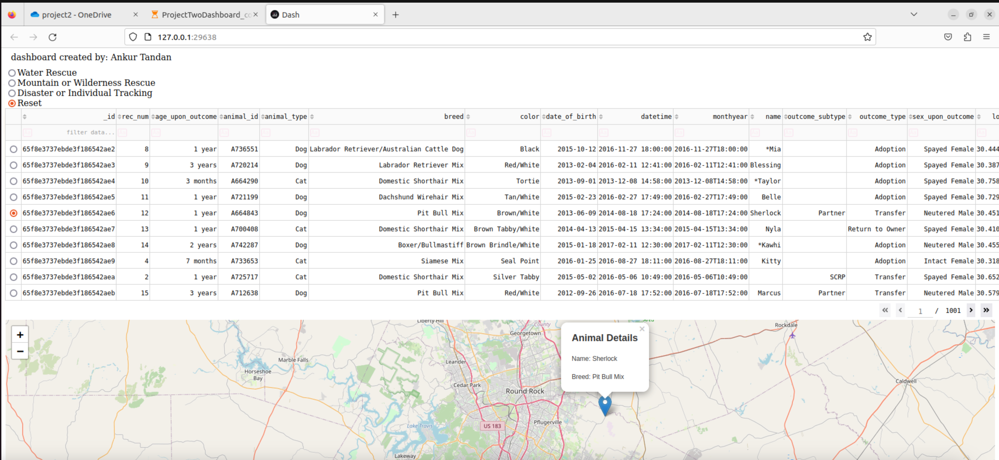 project2 - OneDrive
ProjectTwoDashboard_co
Dash
127.0.0.1:29638
dashboard created by: Ankur Tandan
Water Rescue
Mountain or Wilderness Rescue
Disaster or Individual Tracking
Reset
_id rec_num age_upon_outcome animal_id animal_type breed color date_of_birth datetime monthyear name outcome_subtype outcome_type sex_upon_outcome lo
filter data...
65f8e3737ebde3f186542ae2 8 1 year A736551 Dog Labrador Retriever/Australian Cattle Dog Black 2015-10-12 2016-11-27 18:00:00 2016-11-27T18:00:00 *Mia Adoption Spayed Female 30.444
65f8e3737ebde3f186542ae3 9 3 years A720214 Dog Labrador Retriever Mix Red/White 2013-02-04 2016-02-11 12:41:00 2016-02-11T12:41:00 Blessing Adoption Spayed Female 30.387
65f8e3737ebde3f186542ae4 10 3 months A664290 Cat Domestic Shorthair Mix Tortie 2013-09-01 2013-12-08 14:58:00 2013-12-08T14:58:00 *Taylor Adoption Spayed Female 30.758
65f8e3737ebde3f186542ae5 11 1 year A721199 Dog Dachshund Wirehair Mix Tan/White 2015-02-23 2016-02-27 17:49:00 2016-02-27T17:49:00 Belle Adoption Spayed Female 30.729
65f8e3737ebde3f186542ae6 12 1 year A664843 Dog Pit Bull Mix Brown/White 2013-06-09 2014-08-18 17:24:00 2014-08-18T17:24:00 Sherlock Partner Transfer Neutered Male 30.451
65f8e3737ebde3f186542ae7 13 1 year A700408 Cat Domestic Shorthair Mix Brown Tabby/White 2014-04-13 2015-04-15 13:34:00 2015-04-15T13:34:00 Nyla Return to Owner Spayed Female 30.410
65f8e3737ebde3f186542ae8 14 2 years A742287 Dog Boxer/Bullmastiff Brown Brindle/White 2015-01-18 2017-02-11 12:30:00 2017-02-11T12:30:00 *Kawhi Adoption Neutered Male 30.455
65f8e3737ebde3f186542ae9 4 7 months A733653 Cat Siamese Mix Seal Point 2016-01-25 2016-08-27 18:11:00 2016-08-27T18:11:00 Kitty Adoption Intact Female 30.318
65f8e3737ebde3f186542aea 2 1 year A725717 Cat Domestic Shorthair Mix Silver Tabby 2015-05-02 2016-05-06 10:49:00 2016-05-06T10:49:00 SCRP Transfer Spayed Female 30.652
65f8e3737ebde3f186542aeb 15 3 years A712638 Dog Pit Bull Mix Red/White 2012-09-26 2016-07-18 17:52:00 2016-07-18T17:52:00 Marcus Partner Transfer Neutered Male 30.579
1 / 1001
Liberty Hill
County
Area
Rockdale
Georgetown
+
−
Animal Details
Name: Sherlock
Breed: Pit Bull Mix
Marble Falls
Leander
Horseshoe
Bay
Cedar Park
Caldwell
Round Rock
Pflugerville
Lake Travis
US 183
Lakeway